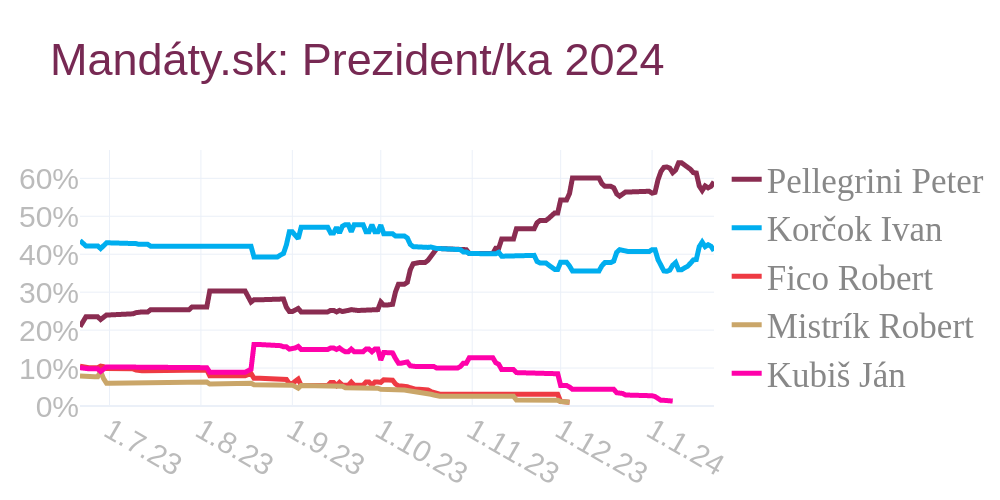 Mandáty.sk: Prezident/ka 2024
60%
50%
40%
30%
20%
10%
0%
1.7.23
1.8.23
1.9.23
1.10.23
1.11.23
1.12.23
1.1.24
Pellegrini Peter
Korčok Ivan
Fico Robert
Mistrík Robert
Kubiš Ján